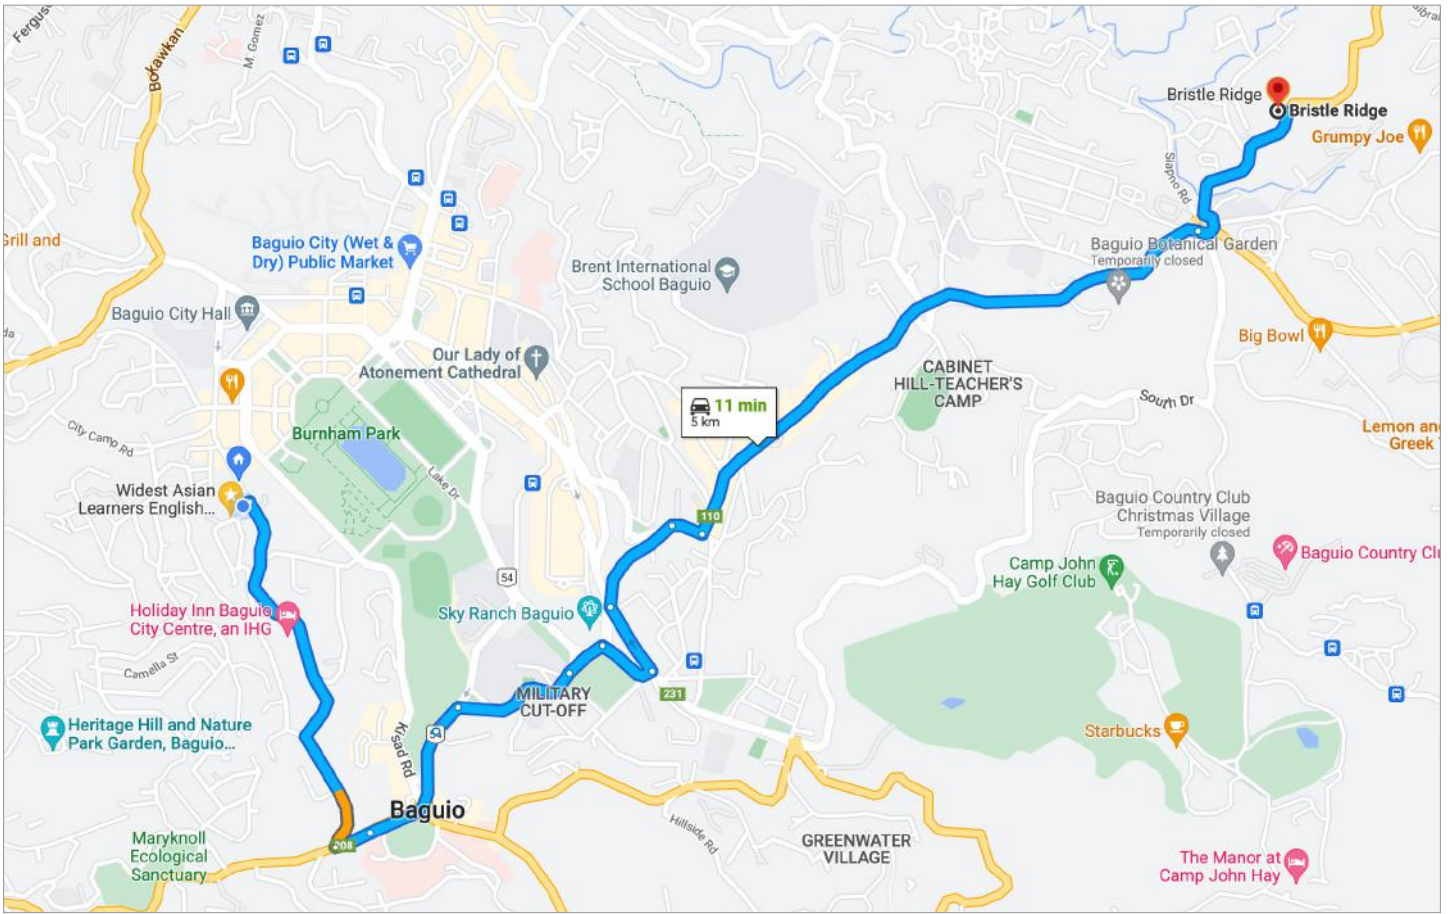 Bokawkan
M. Gomez
Bristle Ridge
Bristle Ridge
Grumpy Joe
Siapno Rd
Grill and
Baguio City (Wet &
Dry) Public Market
Brent International
School Baguio
Baguio Botanical Garden
Temporarily closed
Baguio City Hall
Big Bowl
Our Lady of
Atonement Cathedral
CABINET
HILL-TEACHER'S
CAMP
11 min
5 km
South Dr
City Camp Rd
Burnham Park
Lemon and
Greek
Lake Dr
Widest Asian
Learners English...
Baguio Country Club
Christmas Village
Temporarily closed
110
Baguio Country Clu
Camp John
Hay Golf Club
54
Holiday Inn Baguio
City Centre, an IHG
Sky Ranch Baguio
Camella St
231
MILITARY
CUT-OFF
Heritage Hill and Nature
Park Garden, Baguio...
Kisad Rd
54
Starbucks
Baguio
Hillside Rd
208
Maryknoll
Ecological
Sanctuary
GREENWATER
VILLAGE
The Manor at
Camp John Hay